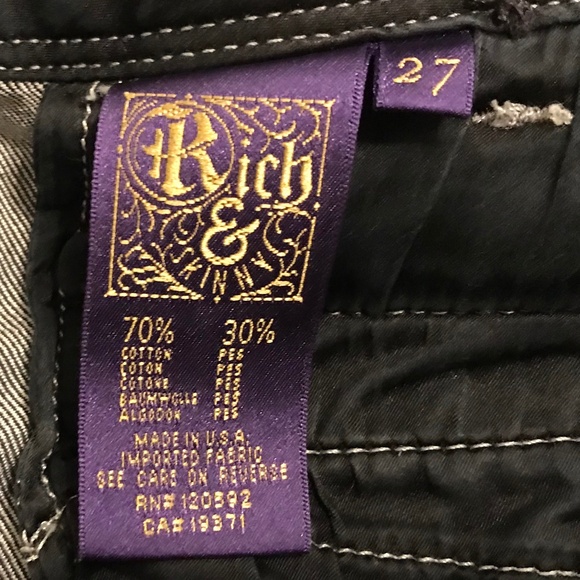 27
Rich
&
SKINNY
70% 30%
COTTON PES
COTON PES
COTONE PES
BAUMWOLLE PES
ALGODON PES
MADE IN U.S.A.
IMPORTED FABRIC
SEE CARE ON REVERSE
RN# 120592
CA# 19371